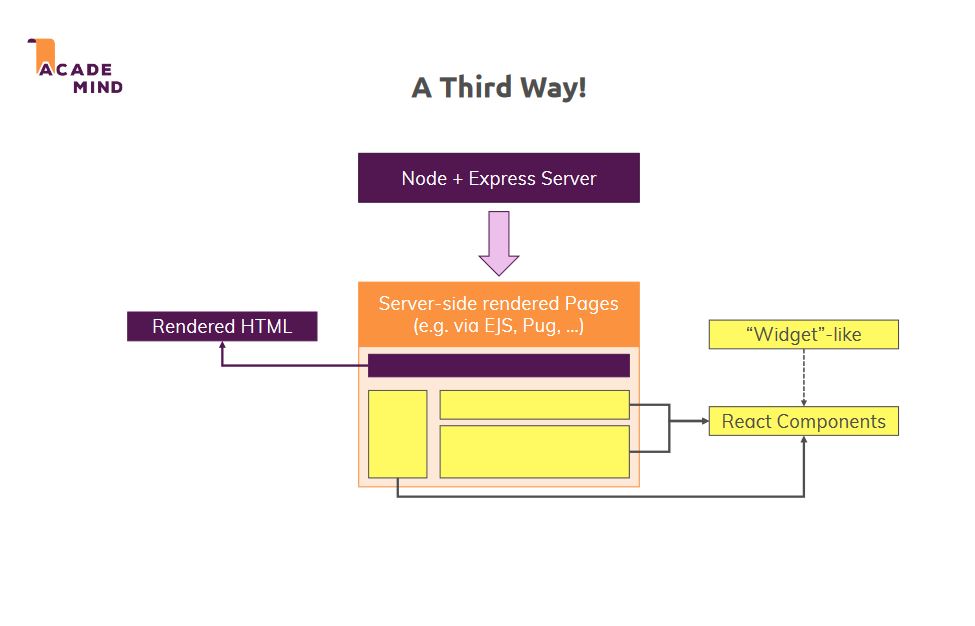 ACADE
MIND
A Third Way!
Node + Express Server
Server-side rendered Pages
(e.g. via EJS, Pug, ...)
Rendered HTML
“Widget”-like
React Components